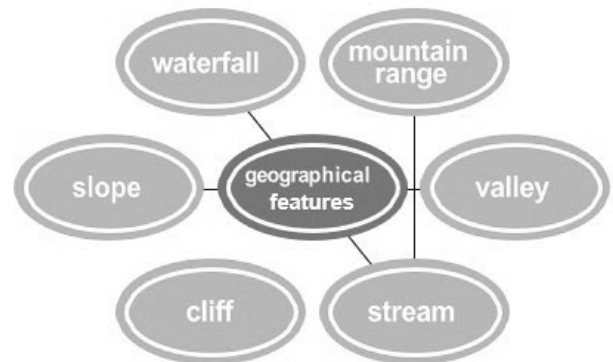 waterfall
mountain
range
slope
geographical
features
valley
cliff
stream